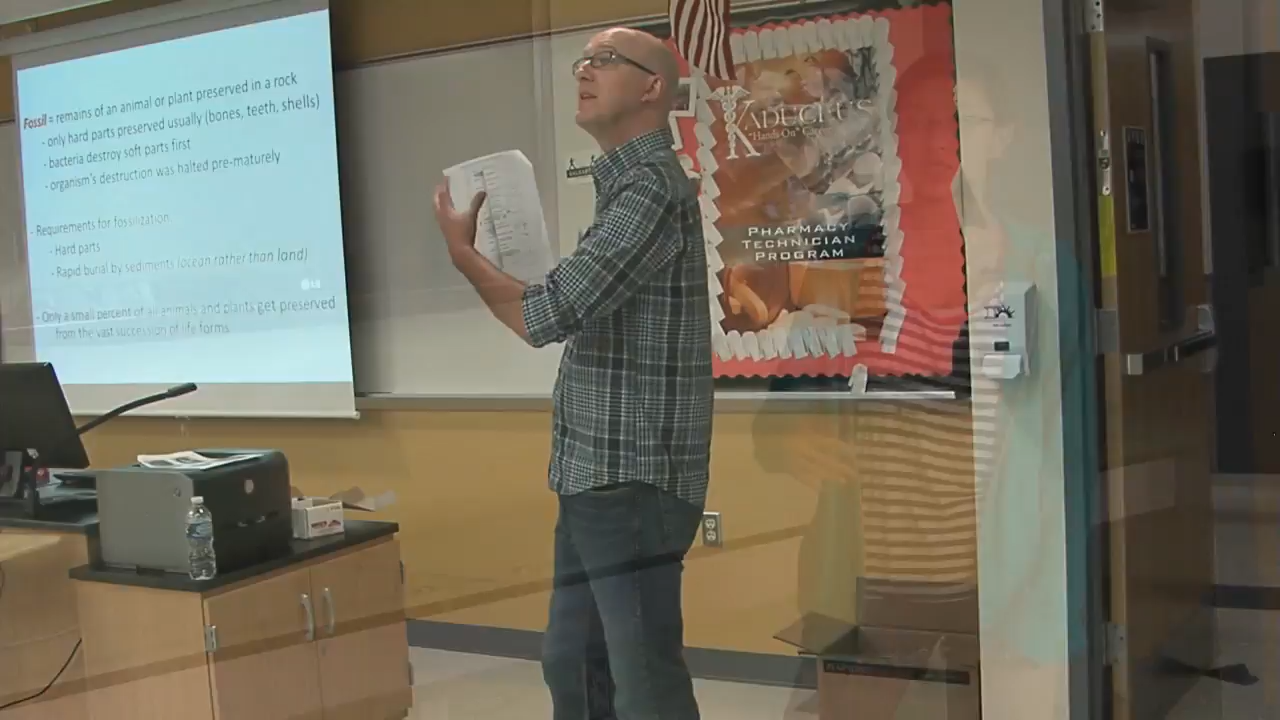 Fossil = remains of an animal or plant preserved in a rock
- only hard parts preserved usually (bones, teeth, shells)
- bacteria destroy soft parts first
- organism's destruction was halted pre-maturely
- Requirements for fossilization
- Hard parts
- Rapid burial by sediments (ocean rather than land)
- Only a small percent of all animals and plants get preserved
from the vast succession of life forms
KADUCEUS
"Hands On"
PHARMACY
TECHNICIAN
PROGRAM